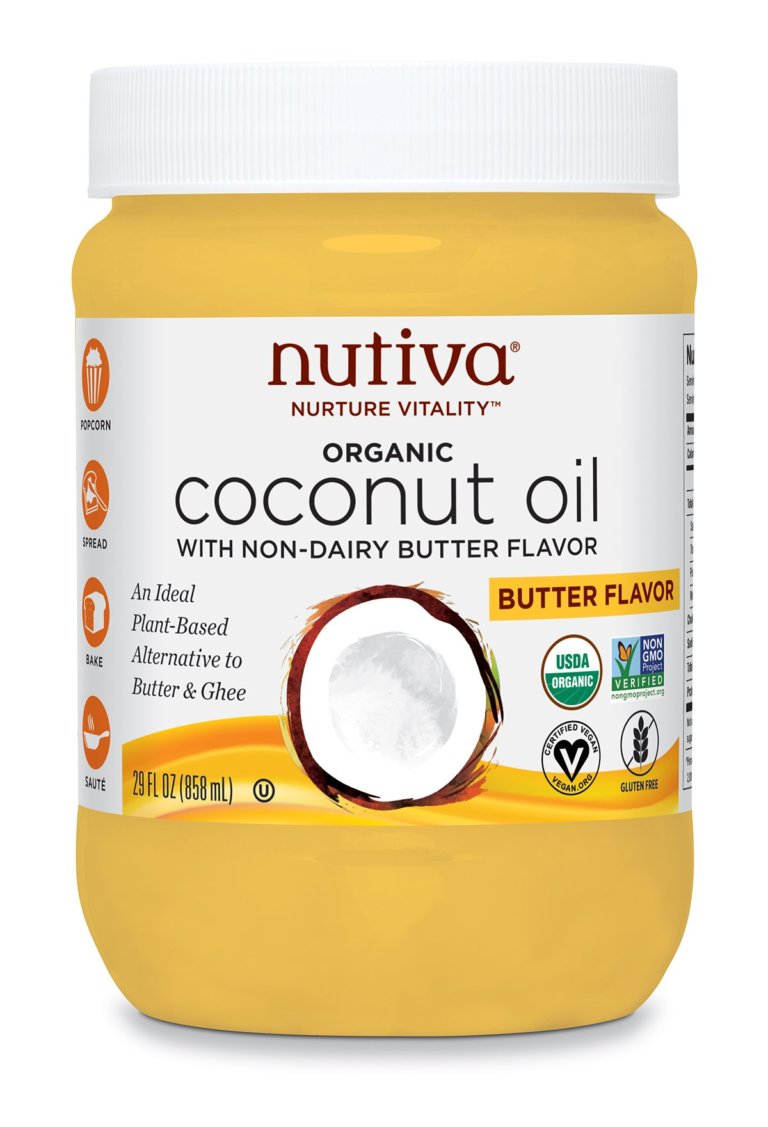 nutiva®
NURTURE VITALITY™
ORGANIC
coconut oil
WITH NON-DAIRY BUTTER FLAVOR
BUTTER FLAVOR
An Ideal
Plant-Based
Alternative to
Butter & Ghee
POPCORN
SPREAD
BAKE
SAUTÉ
29 FL OZ (858 mL)
U
USDA
ORGANIC
NON
GMO
Project
VERIFIED
nongmoproject.org
CERTIFIED VEGAN
V
VEGAN.ORG
GLUTEN FREE